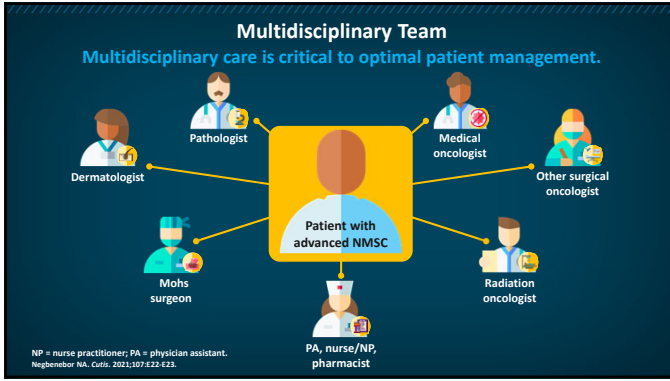 Multidisciplinary Team
Multidisciplinary care is critical to optimal patient management.
Pathologist
Medical
oncologist
Dermatologist
Other surgical
oncologist
Patient with
advanced NMSC
Mohs
surgeon
Radiation
oncologist
PA, nurse/NP,
pharmacist
NP = nurse practitioner; PA = physician assistant.
Negbenebor NA. Cutis. 2021;107:E22-E23.